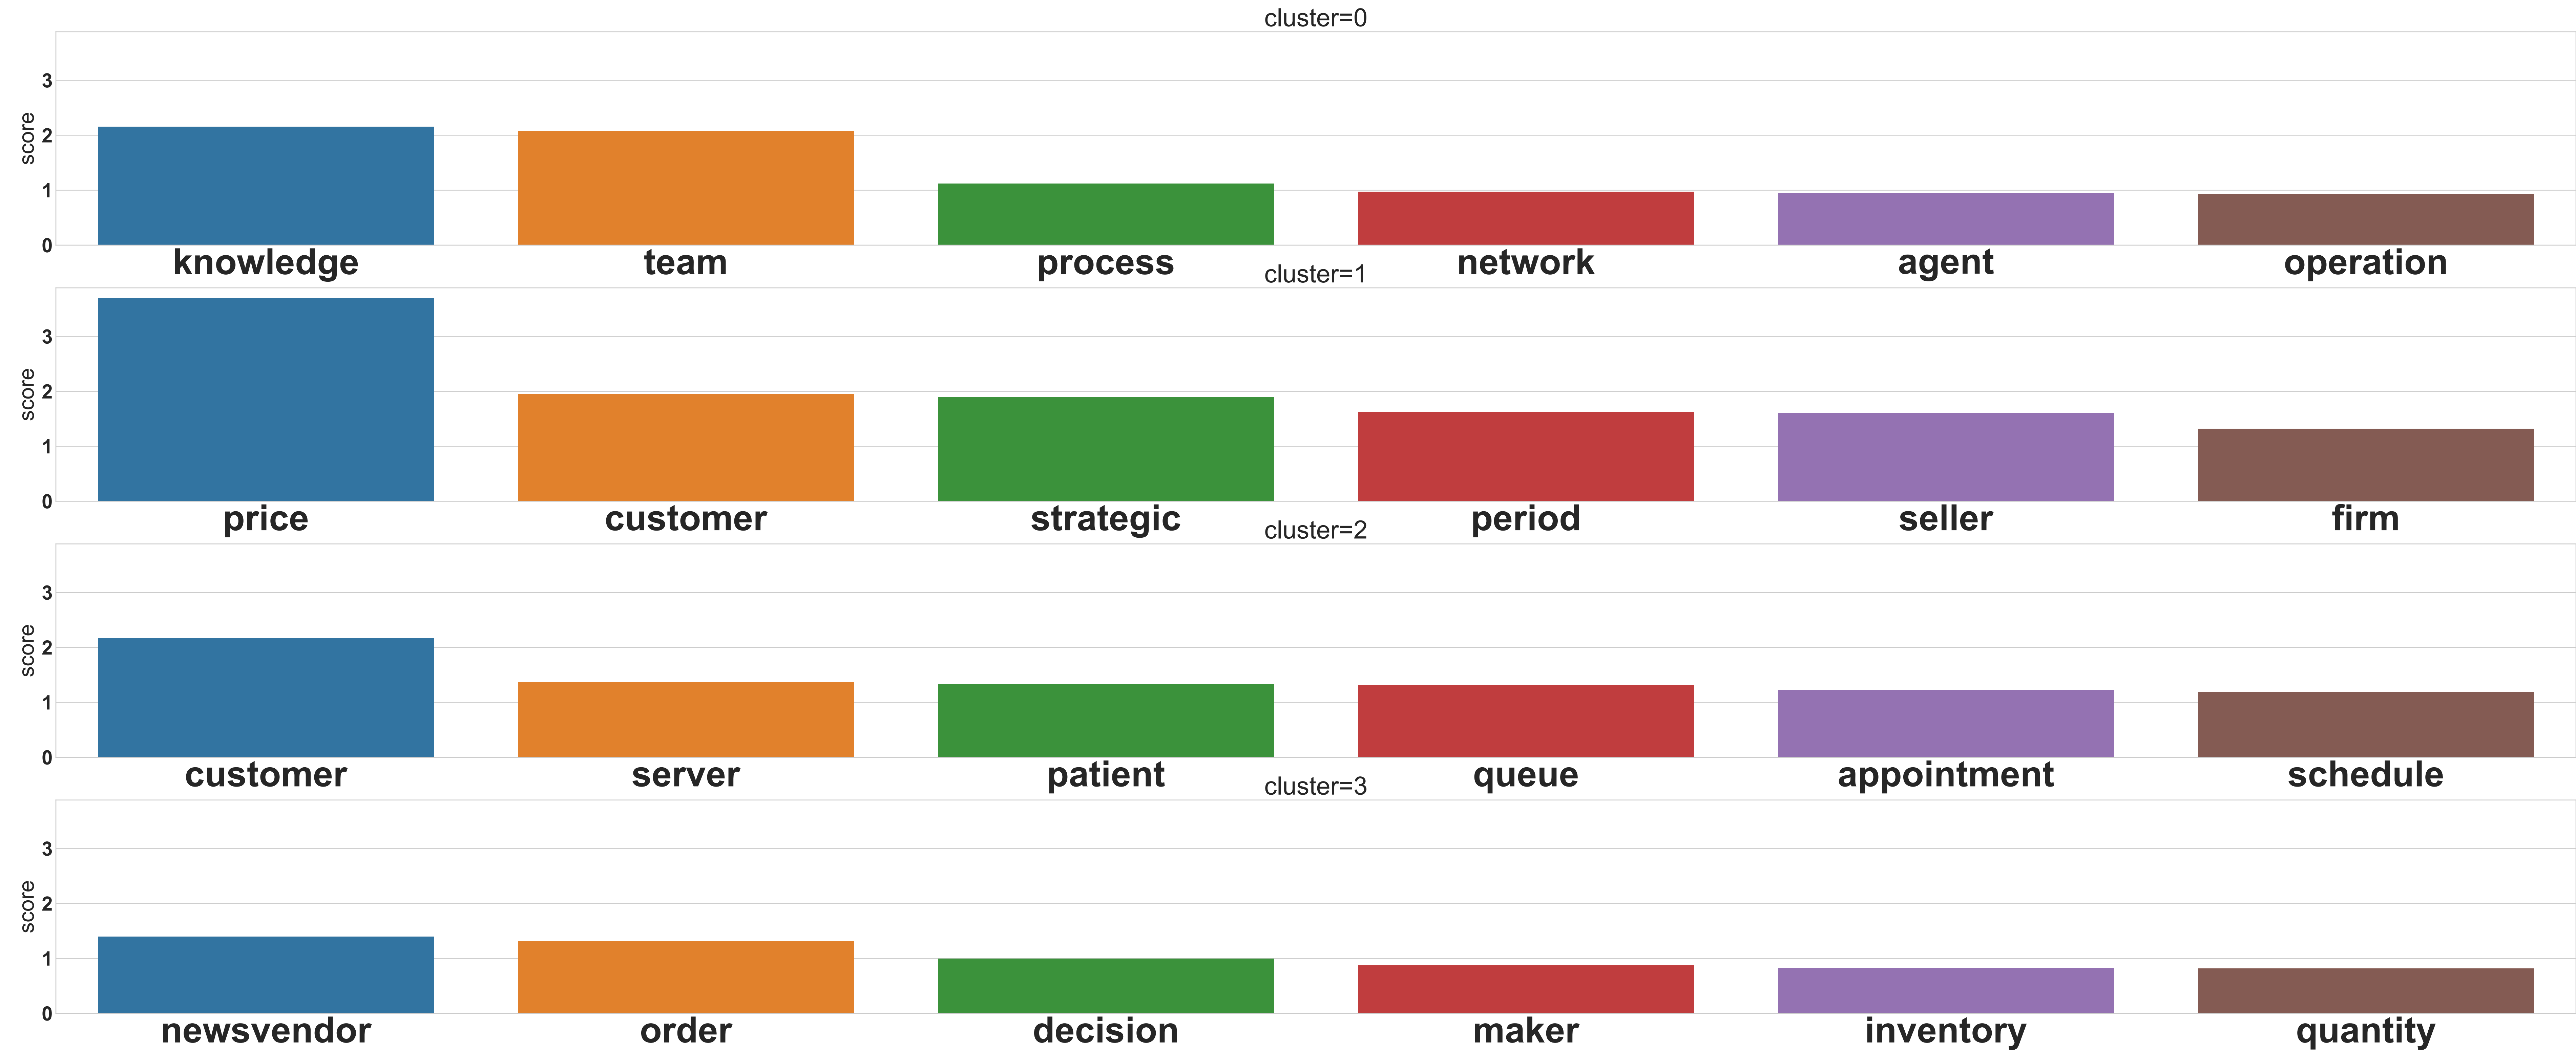 cluster=0
3
2
1
0
score
knowledge team process network agent operation
cluster=1
3
2
1
0
score
price customer strategic period seller firm
cluster=2
3
2
1
0
score
customer server patient queue appointment schedule
cluster=3
3
2
1
0
score
newsvendor order decision maker inventory quantity